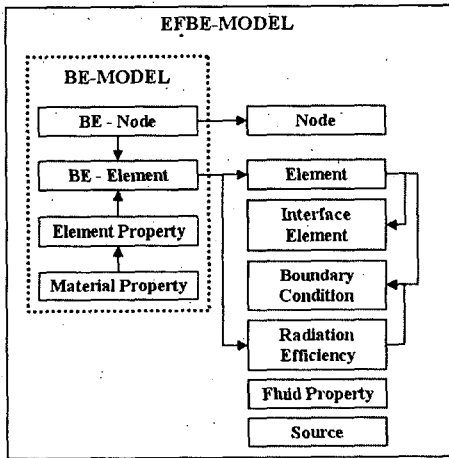 EFBE-MODEL
BE-MODEL
BE - Node
BE - Element
Element Property
Material Property
Node
Element
Interface
Element
Boundary
Condition
Radiation
Efficiency
Fluid Property
Source